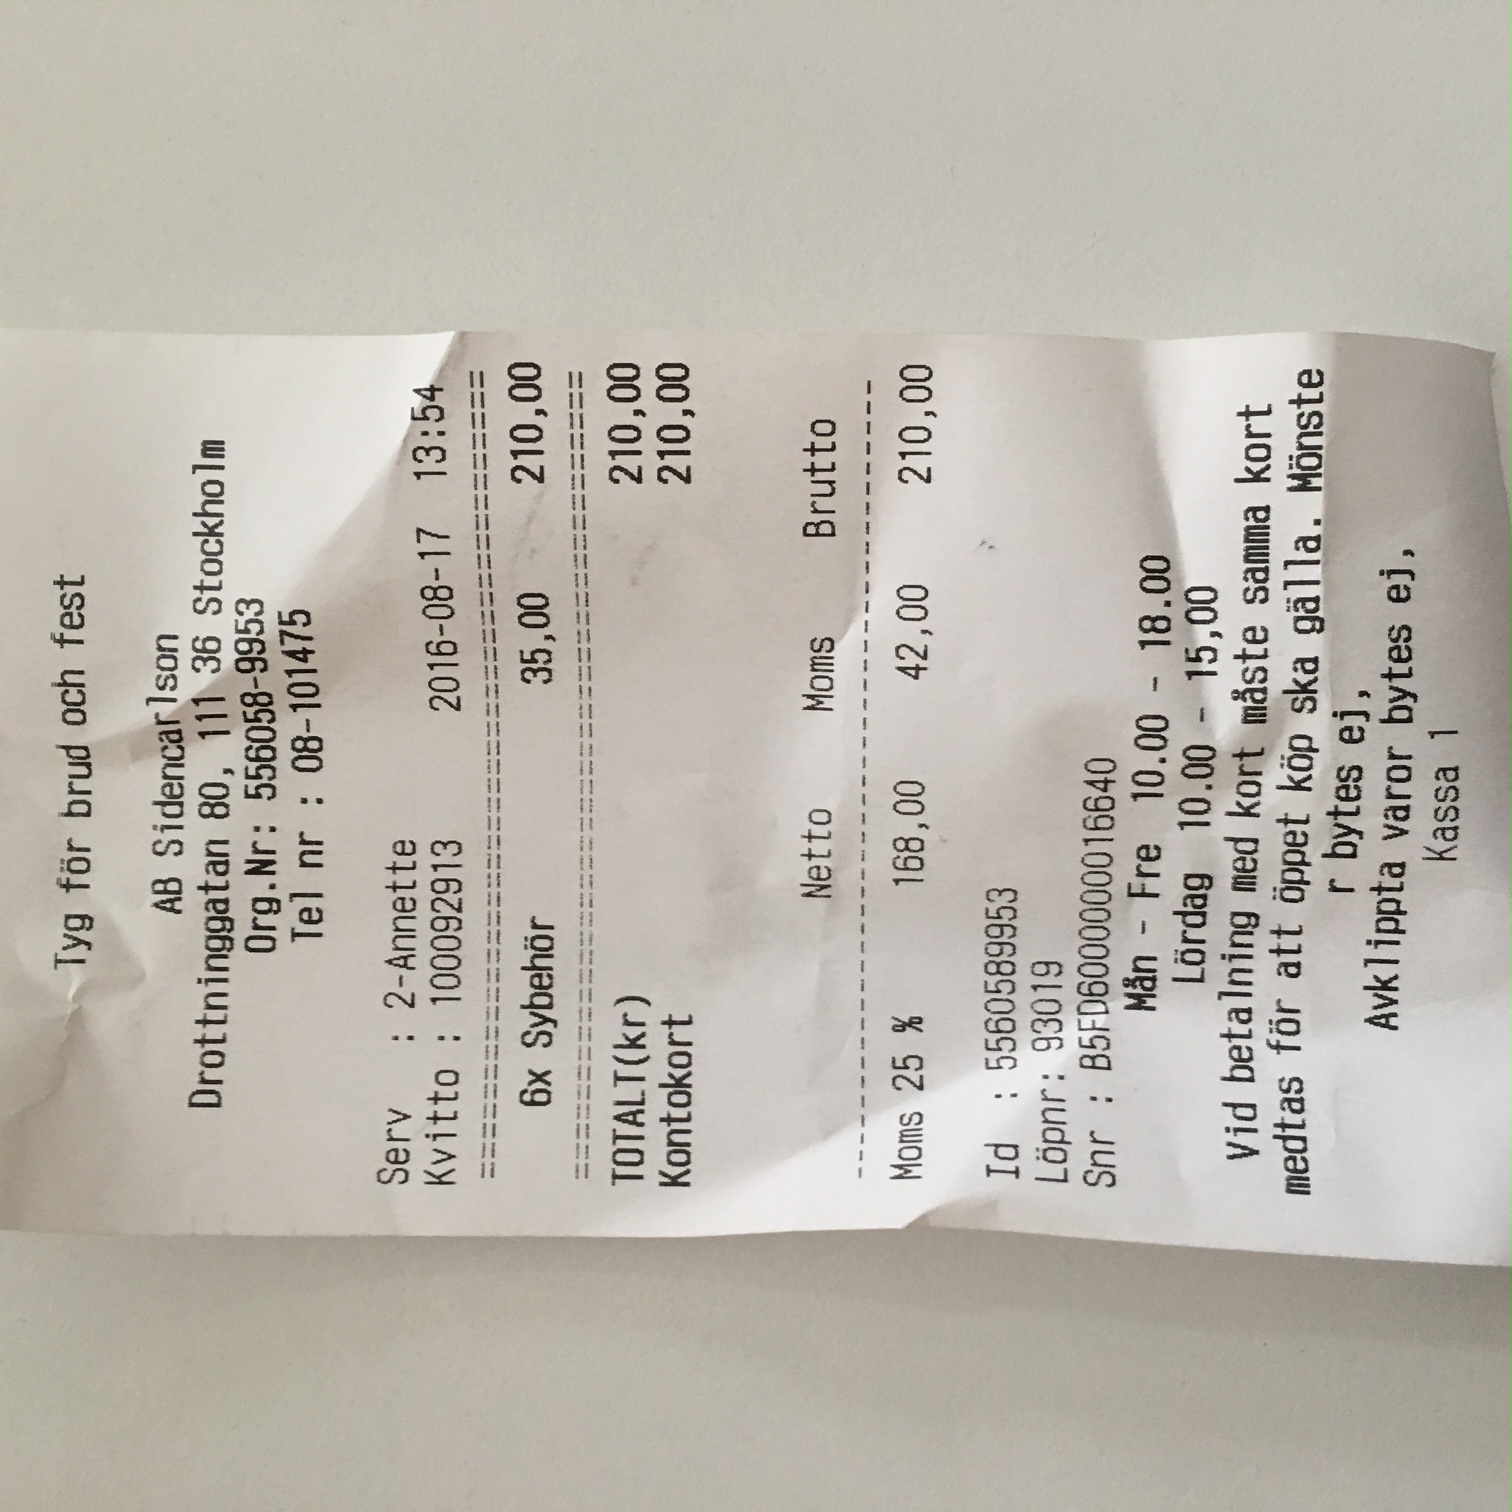 Tyg för brud och fest
AB Sidencarlson
Drottninggatan 80, 111 36 Stockholm
Org.Nr: 556058-9953
Tel nr : 08-101475
Serv : 2-Annette
Kvitto : 100092913 2016-08-17 13:54
6x Sybehör 35,00 210,00
TOTALT(kr) 210,00
Kontokort 210,00
Netto Moms Brutto
Moms 25 % 168,00 42,00 210,00
Id : 5560589953
Löpnr: 93019
Snr : B5FD6000000016640
Mån - Fre 10.00 - 18.00
Lördag 10.00 - 15,00
Vid betalning med kort måste samma kort
medtas för att öppet köp ska gälla. Mönste
r bytes ej,
Avklippta varor bytes ej,
Kassa 1